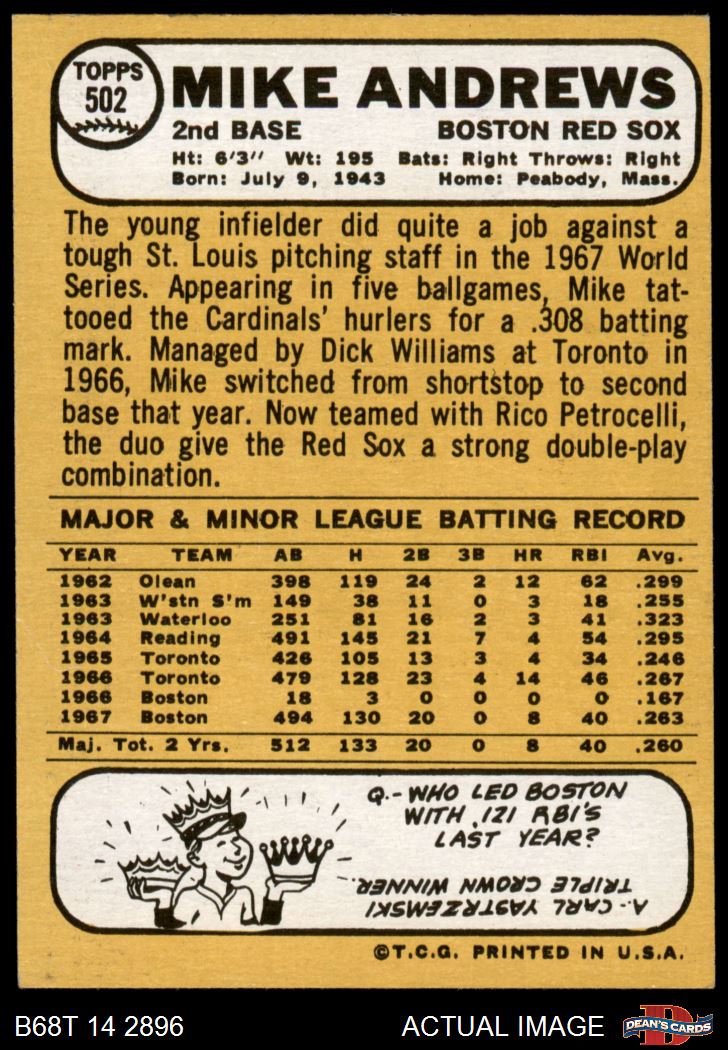 TOPPS
502
MIKE ANDREWS
2nd BASE BOSTON RED SOX
Ht: 6'3" Wt: 195 Bats: Right Throws: Right
Born: July 9, 1943 Home: Peabody, Mass.
The young infielder did quite a job against a
tough St. Louis pitching staff in the 1967 World
Series. Appearing in five ballgames, Mike tat-
tooed the Cardinals' hurlers for a .308 batting
mark. Managed by Dick Williams at Toronto in
1966, Mike switched from shortstop to second
base that year. Now teamed with Rico Petrocelli,
the duo give the Red Sox a strong double-play
combination.
MAJOR & MINOR LEAGUE BATTING RECORD
YEAR TEAM AB H 2B 3B HR RBI Avg.
1962 Olean 398 119 24 2 12 62 .299
1963 W'stn S'm 149 38 11 0 3 18 .255
1963 Waterloo 251 81 16 2 3 41 .323
1964 Reading 491 145 21 7 4 54 .295
1965 Toronto 426 105 13 3 4 34 .246
1966 Toronto 479 128 23 4 14 46 .267
1966 Boston 18 3 0 0 0 0 .167
1967 Boston 494 130 20 0 8 40 .263
Maj. Tot. 2 Yrs. 512 133 20 0 8 40 .260
Q.-WHO LED BOSTON
WITH 121 RBI'S
LAST YEAR?
A.-CARL YASTRZEMSKI
TRIPLE CROWN WINNER.
©T.C.G. PRINTED IN U.S.A.
B68T 14 2896 ACTUAL IMAGE
D
DEAN'S CARDS